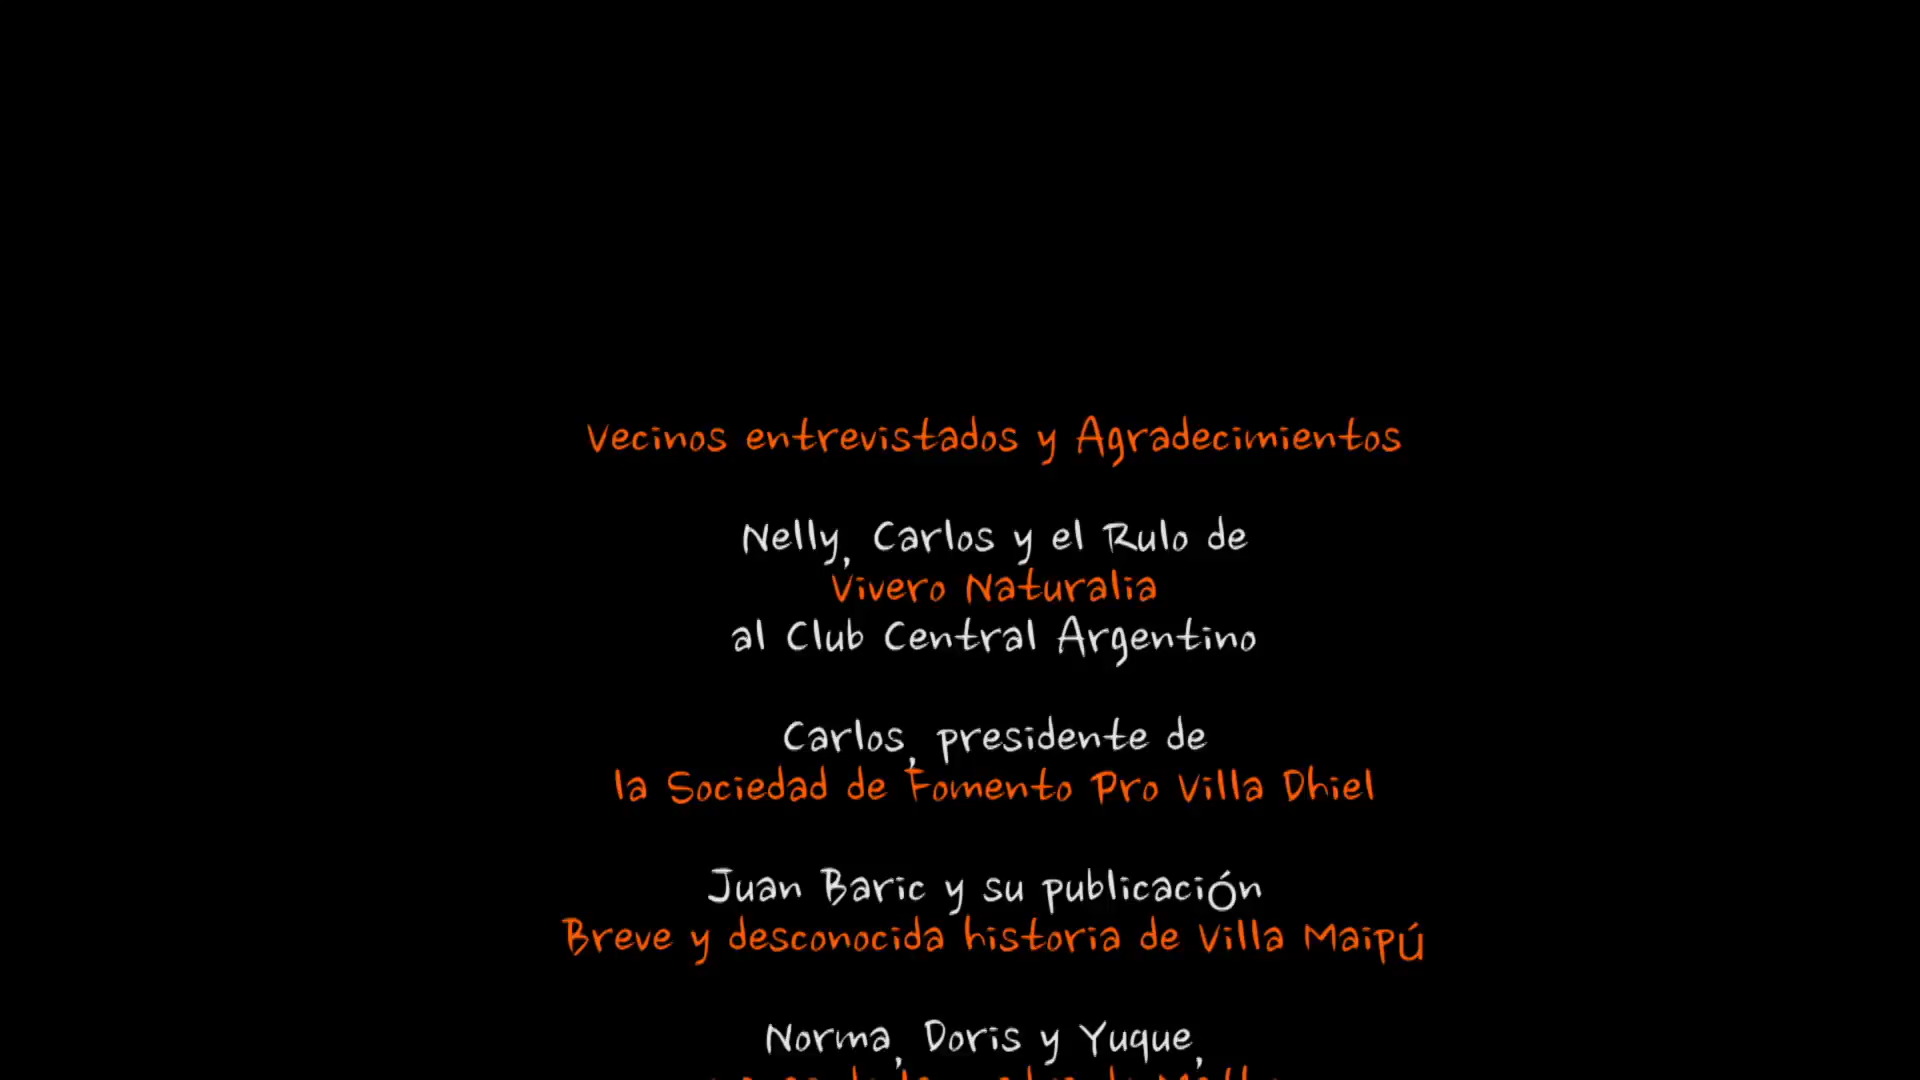 Vecinos entrevistados y Agradecimientos
Nelly, Carlos y el Rulo de
Vivero Naturalia
al Club Central Argentino
Carlos, presidente de
la Sociedad de Fomento Pro Villa Dhiel
Juan Baric y su publicación
Breve y desconocida historia de Villa Maipú
Norma, Doris y Yuque,